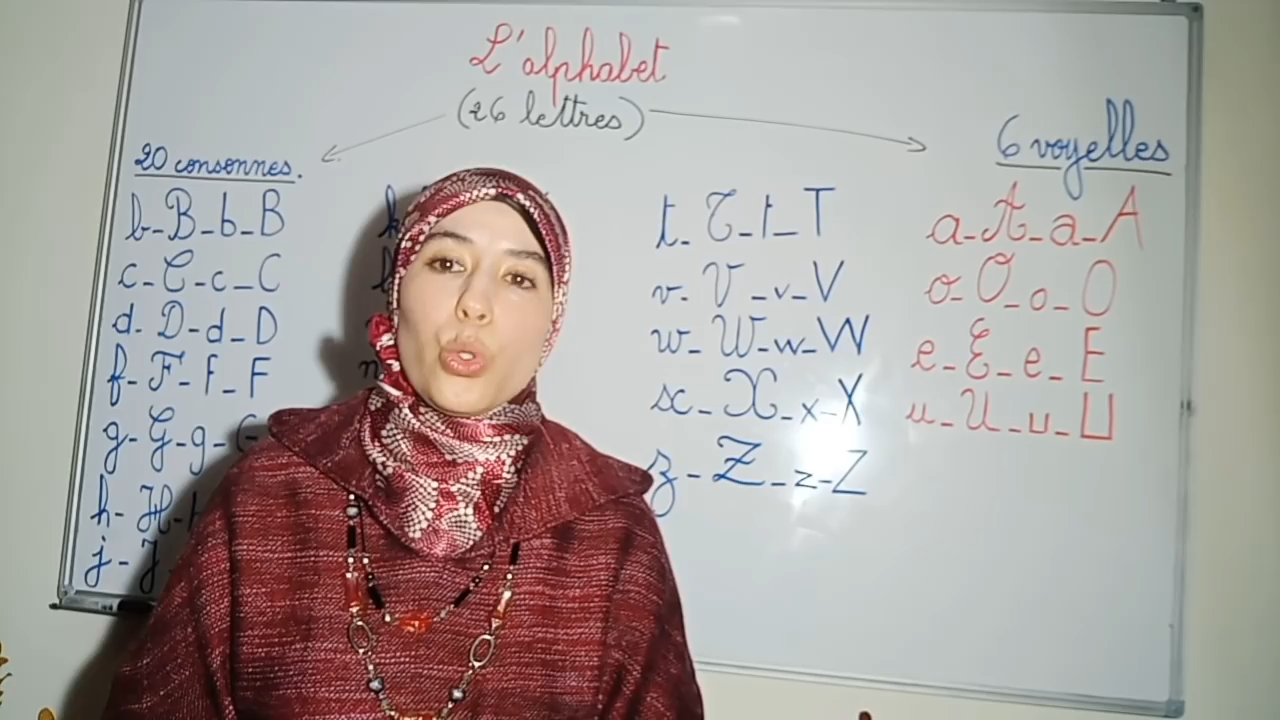 L'alphabet
(26 lettres)
20 consonnes.
b-B-b-B
c-C-c-C
d-D-d-D
f-F-f-F
g-G-g-G
h-H-h
j-J
k
l
t-T-t-T
v-V-v-V
w-W-w-W
x-X-x-X
z-Z-z-Z
6 voyelles
a-A-a-A
o-O-o-O
e-E-e-E
u-U-u-U